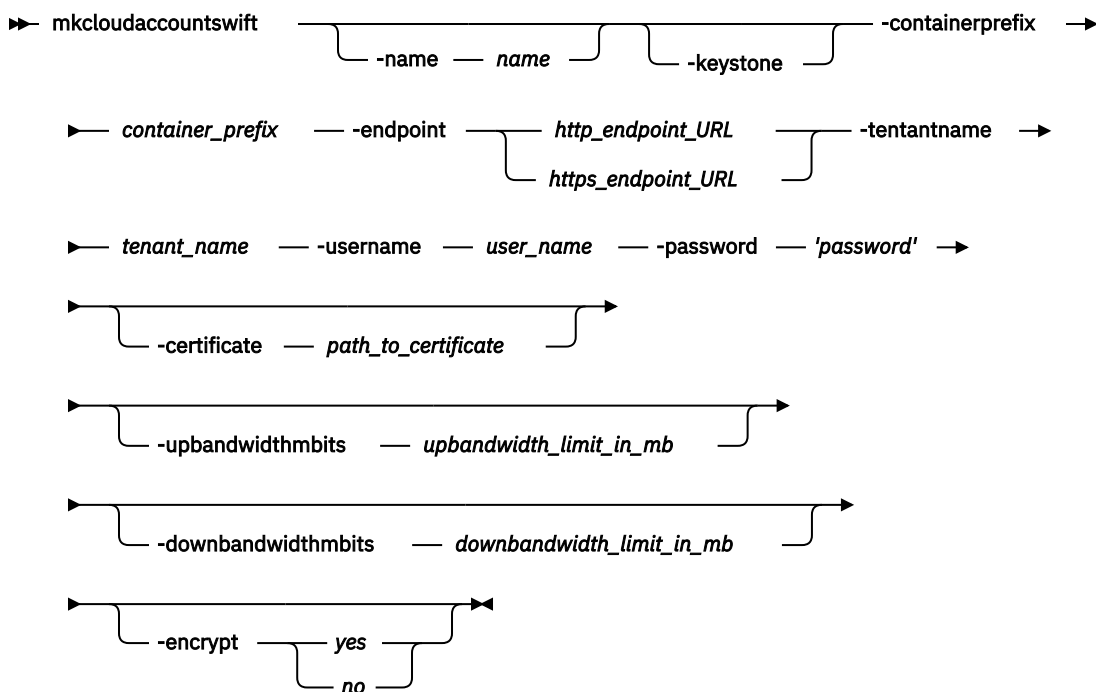 mkcloudaccountswift -containerprefix
-name name -keystone
container_prefix -endpoint http_endpoint_URL -tentantname
https_endpoint_URL
tenant_name -username user_name -password 'password'
-certificate path_to_certificate
-upbandwidthmbits upbandwidth_limit_in_mb
-downbandwidthmbits downbandwidth_limit_in_mb
-encrypt yes
no